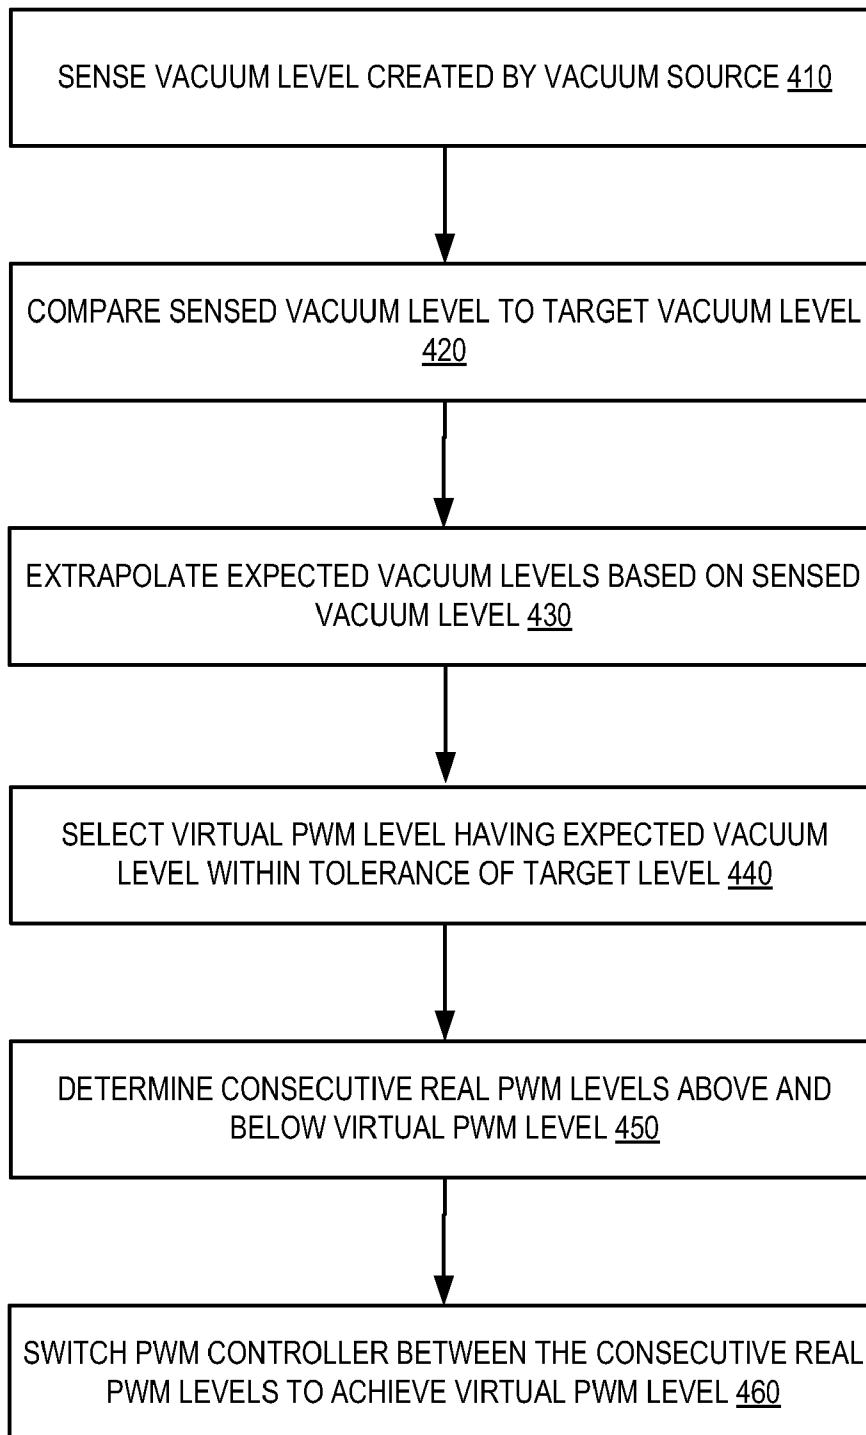 SENSE VACUUM LEVEL CREATED BY VACUUM SOURCE 410
COMPARE SENSED VACUUM LEVEL TO TARGET VACUUM LEVEL
420
EXTRAPOLATE EXPECTED VACUUM LEVELS BASED ON SENSED
VACUUM LEVEL 430
SELECT VIRTUAL PWM LEVEL HAVING EXPECTED VACUUM
LEVEL WITHIN TOLERANCE OF TARGET LEVEL 440
DETERMINE CONSECUTIVE REAL PWM LEVELS ABOVE AND
BELOW VIRTUAL PWM LEVEL 450
SWITCH PWM CONTROLLER BETWEEN THE CONSECUTIVE REAL
PWM LEVELS TO ACHIEVE VIRTUAL PWM LEVEL 460